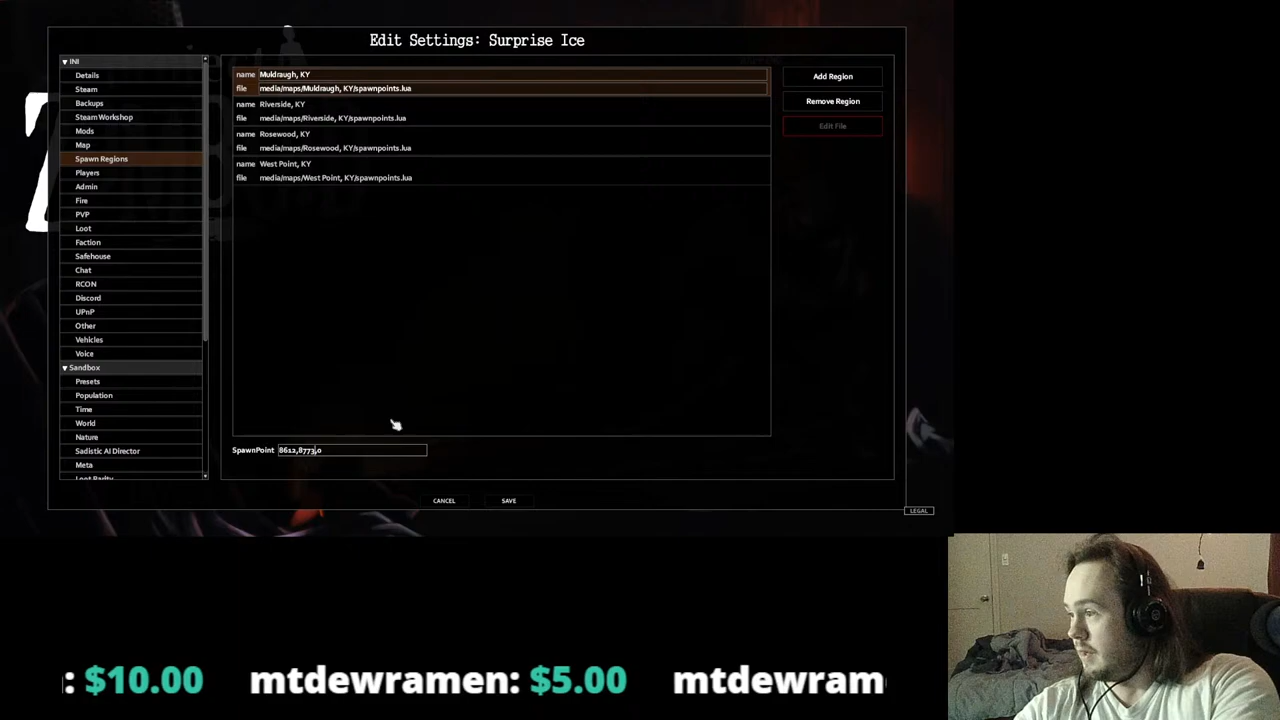 Edit Settings: Surprise Ice
INI
Details
Steam
Backups
Steam Workshop
Mods
Map
Spawn Regions
Players
Admin
Fire
PVP
Loot
Faction
Safehouse
Chat
RCON
Discord
UPnP
Other
Vehicles
Voice
Sandbox
Presets
Population
Time
World
Nature
Sadistic AI Director
Meta
Loot Rarity
name Muldraugh, KY
file media/maps/Muldraugh, KY/spawnpoints.lua
name Riverside, KY
file media/maps/Riverside, KY/spawnpoints.lua
name Rosewood, KY
file media/maps/Rosewood, KY/spawnpoints.lua
name West Point, KY
file media/maps/West Point, KY/spawnpoints.lua
Add Region
Remove Region
Edit File
SpawnPoint 8612,8773,0
CANCEL SAVE
LEGAL
: $10.00 mtdewramen: $5.00 mtdewram